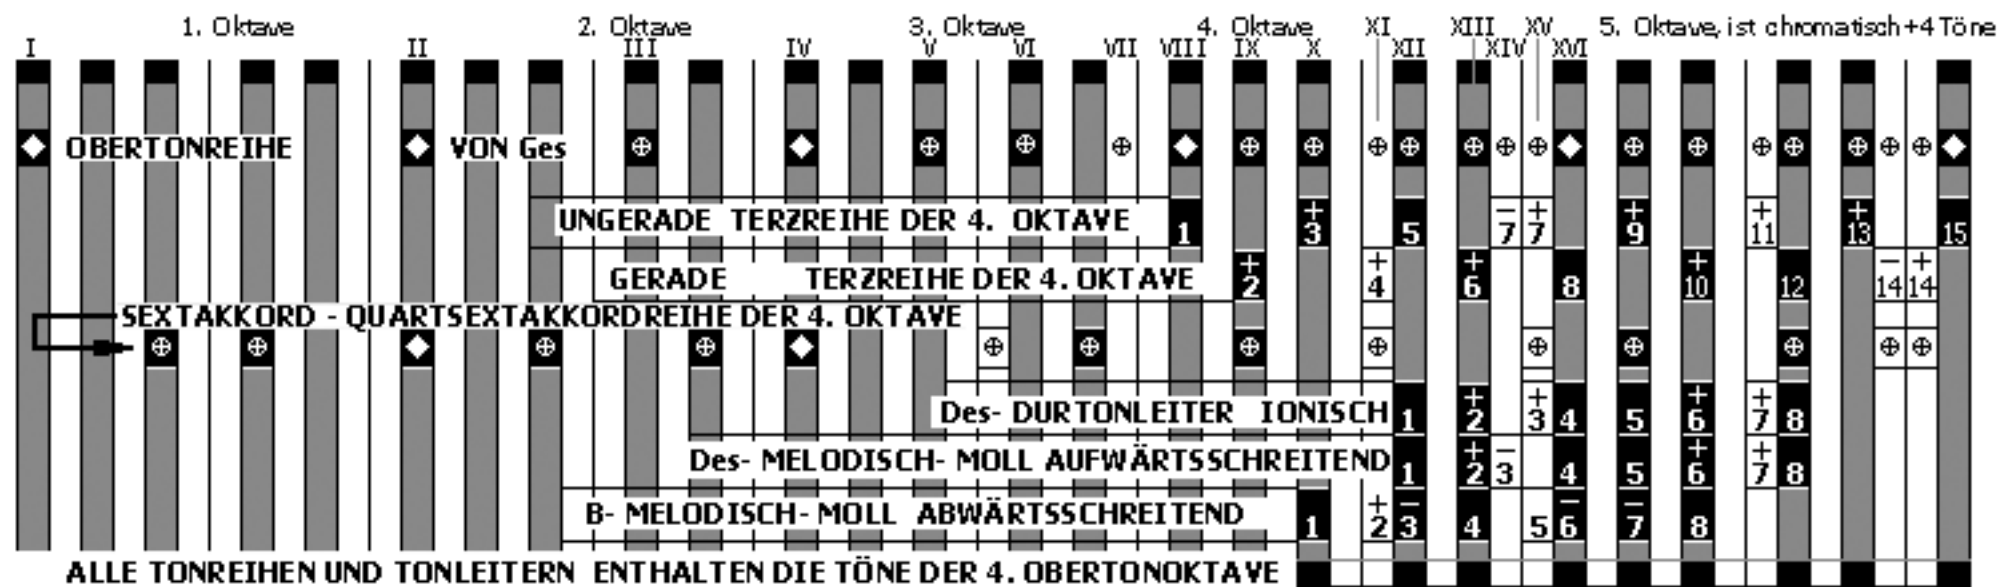 1. Oktave 2. Oktave 3. Oktave 4. Oktave XI XIII XV 5. Oktave, ist chromatisch +4 Töne
I II III IV V VI VII VIII IX X XII XIV XVI
OBERTONREIHE VON Ges
UNGERADE TERZREIHE DER 4. OKTAVE 1 +3 5 −7 +7 +9 +11 +13 15
GERADE TERZREIHE DER 4. OKTAVE +2 +4 +6 8 +10 12 −14 +14
SEXTAKKORD - QUARTSEXTAKKORDREIHE DER 4. OKTAVE
Des- DURTONLEITER IONISCH 1 +2 +3 4 5 +6 +7 8
Des- MELODISCH- MOLL AUFWÄRTSSCHREITEND 1 +2 −3 4 5 +6 +7 8
B- MELODISCH- MOLL ABWÄRTSSCHREITEND 1 +2 −3 4 5 −6 −7 8
ALLE TONREIHEN UND TONLEITERN ENTHALTEN DIE TÖNE DER 4. OBERTONOKTAVE